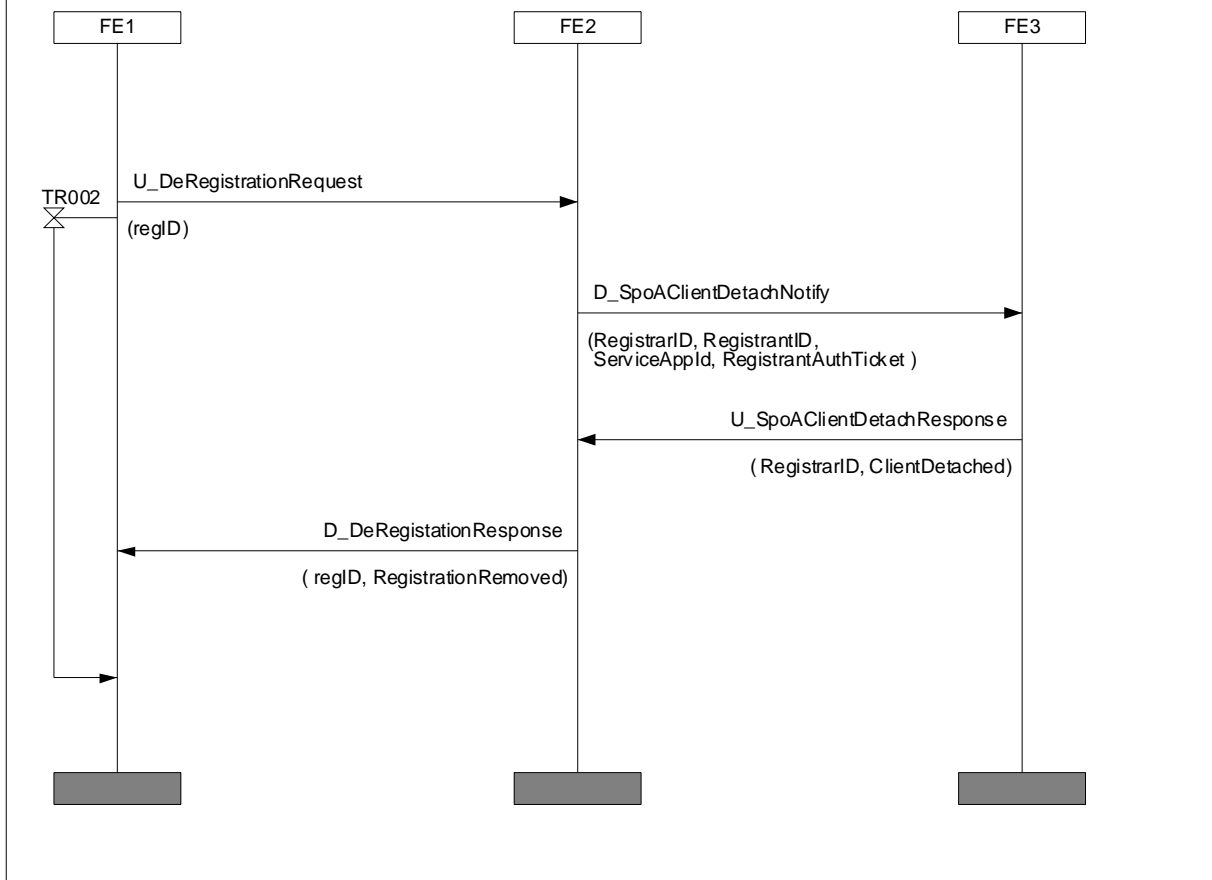 FE1
FE2
FE3
U_DeRegistrationRequest
TR002
(regID)
D_SpoAClientDetachNotify
(RegistrarID, RegistrantID,
ServiceAppId, RegistrantAuthTicket )
U_SpoAClientDetachResponse
( RegistrarID, ClientDetached)
D_DeRegistationResponse
( regID, RegistrationRemoved)